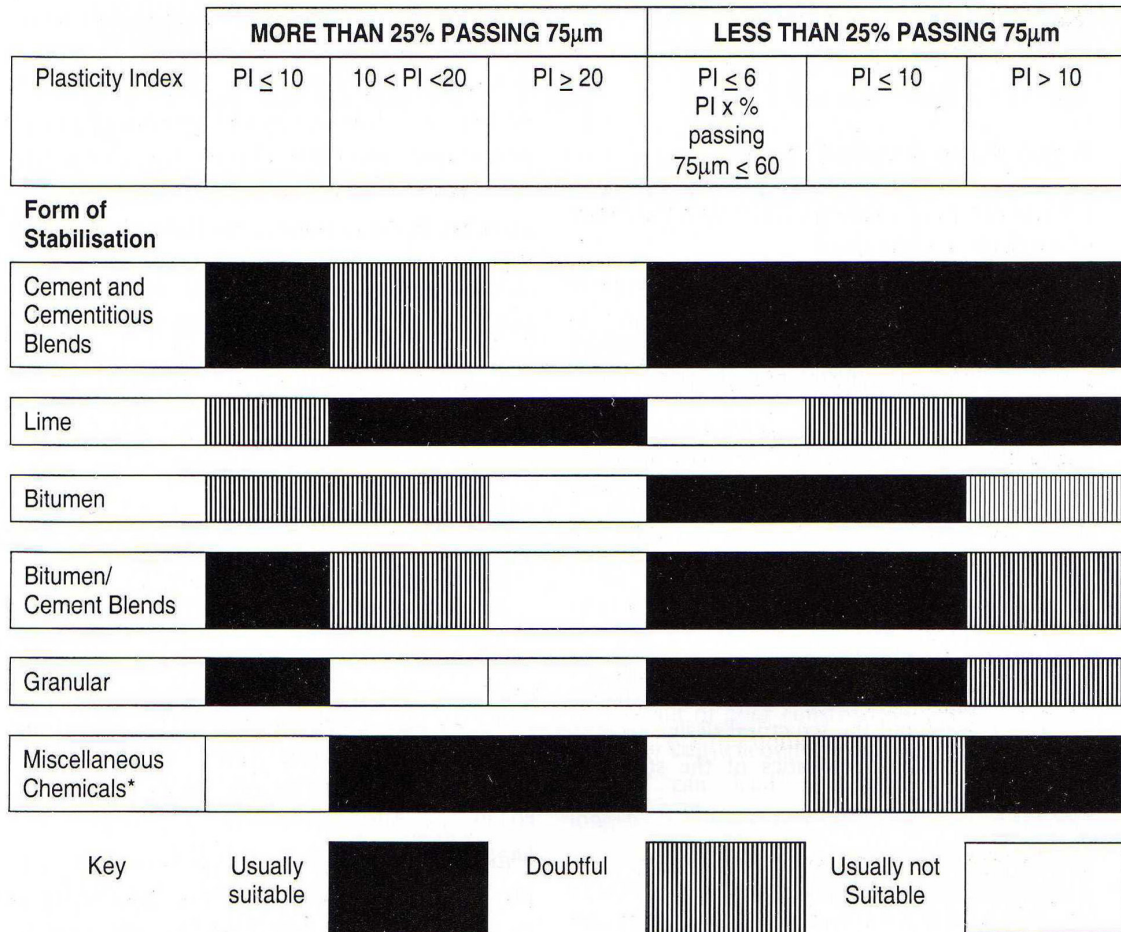 MORE THAN 25% PASSING 75µm
LESS THAN 25% PASSING 75µm
Plasticity Index
PI ≤ 10
10 < PI <20
PI ≥ 20
PI ≤ 6
PI x %
passing
75µm ≤ 60
PI ≤ 10
PI > 10
Form of
Stabilisation
Cement and
Cementitious
Blends
Lime
Bitumen
Bitumen/
Cement Blends
Granular
Miscellaneous
Chemicals*
Key
Usually
suitable
Doubtful
Usually not
Suitable